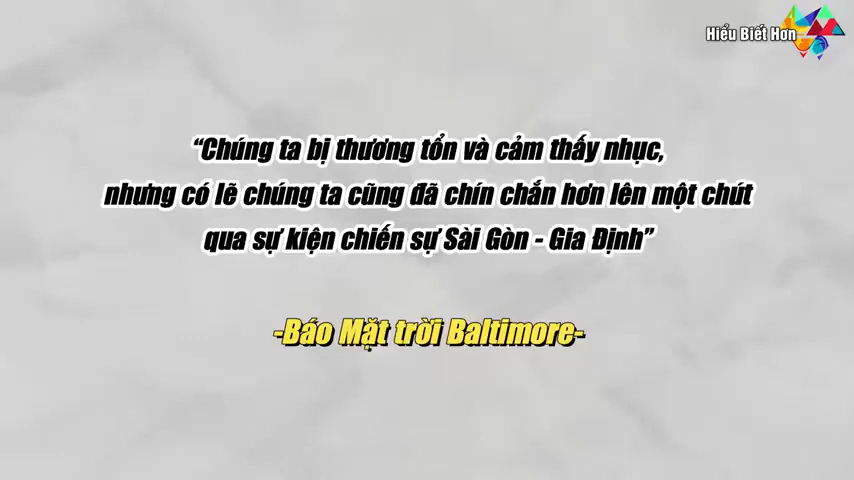 Hiểu Biết Hơn
“Chúng ta bị thương tổn và cảm thấy nhục,
nhưng có lẽ chúng ta cũng đã chín chắn hơn lên một chút
qua sự kiện chiến sự Sài Gòn - Gia Định”
-Báo Mặt trời Baltimore-